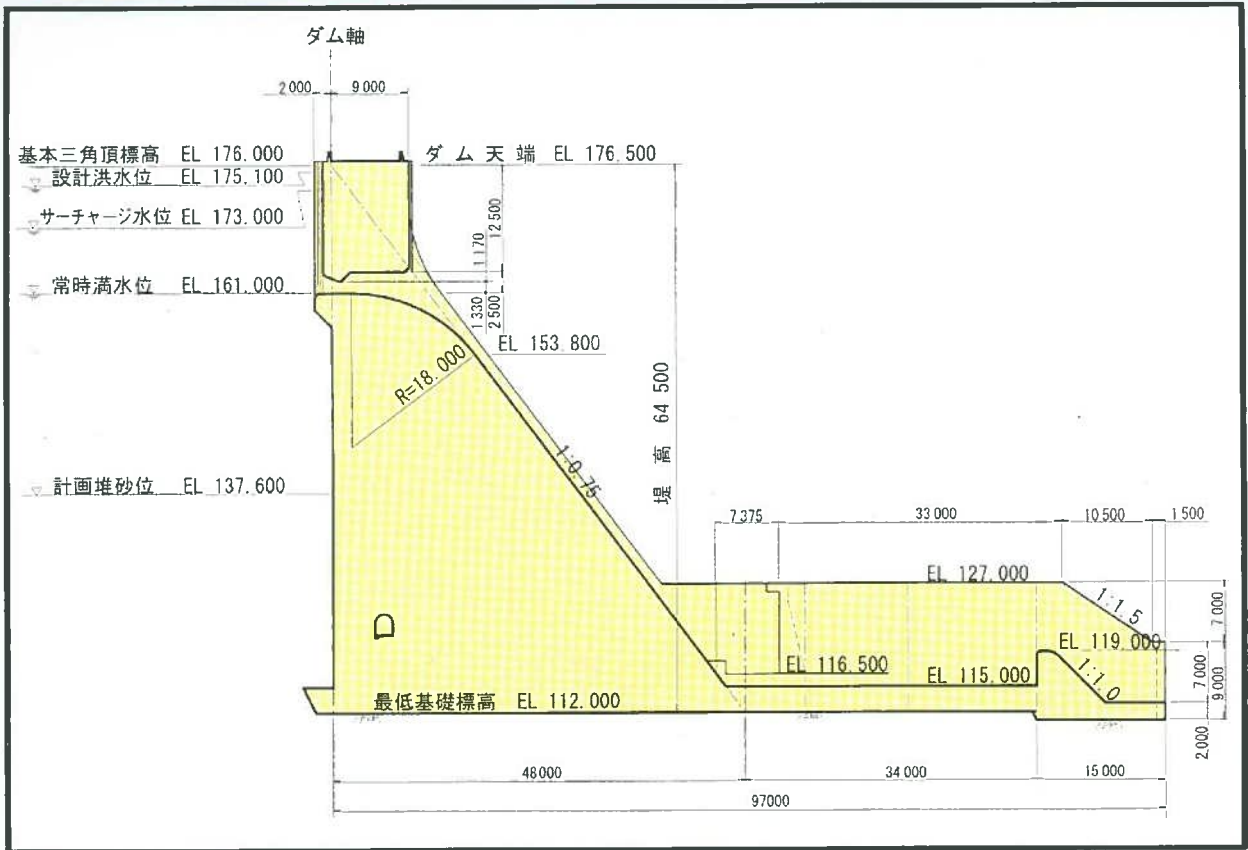 ダム軸
2 000
9 000
基本三角頂標高 EL 176.000
ダム天端 EL 176.500
設計洪水位 EL 175.100
サーチャージ水位 EL 173.000
12 500
1 170
常時満水位 EL 161.000
1 330
2 500
EL 153.800
R=18.000
堤高 64 500
1:0.75
計画堆砂位 EL 137.600
7 375
33 000
10 500
1 500
EL 127.000
1:1.5
7 000
EL 119.000
EL 116.500
EL 115.000
1:1.0
7 000
9 000
最低基礎標高 EL 112.000
2,000
48 000
34 000
15 000
97000